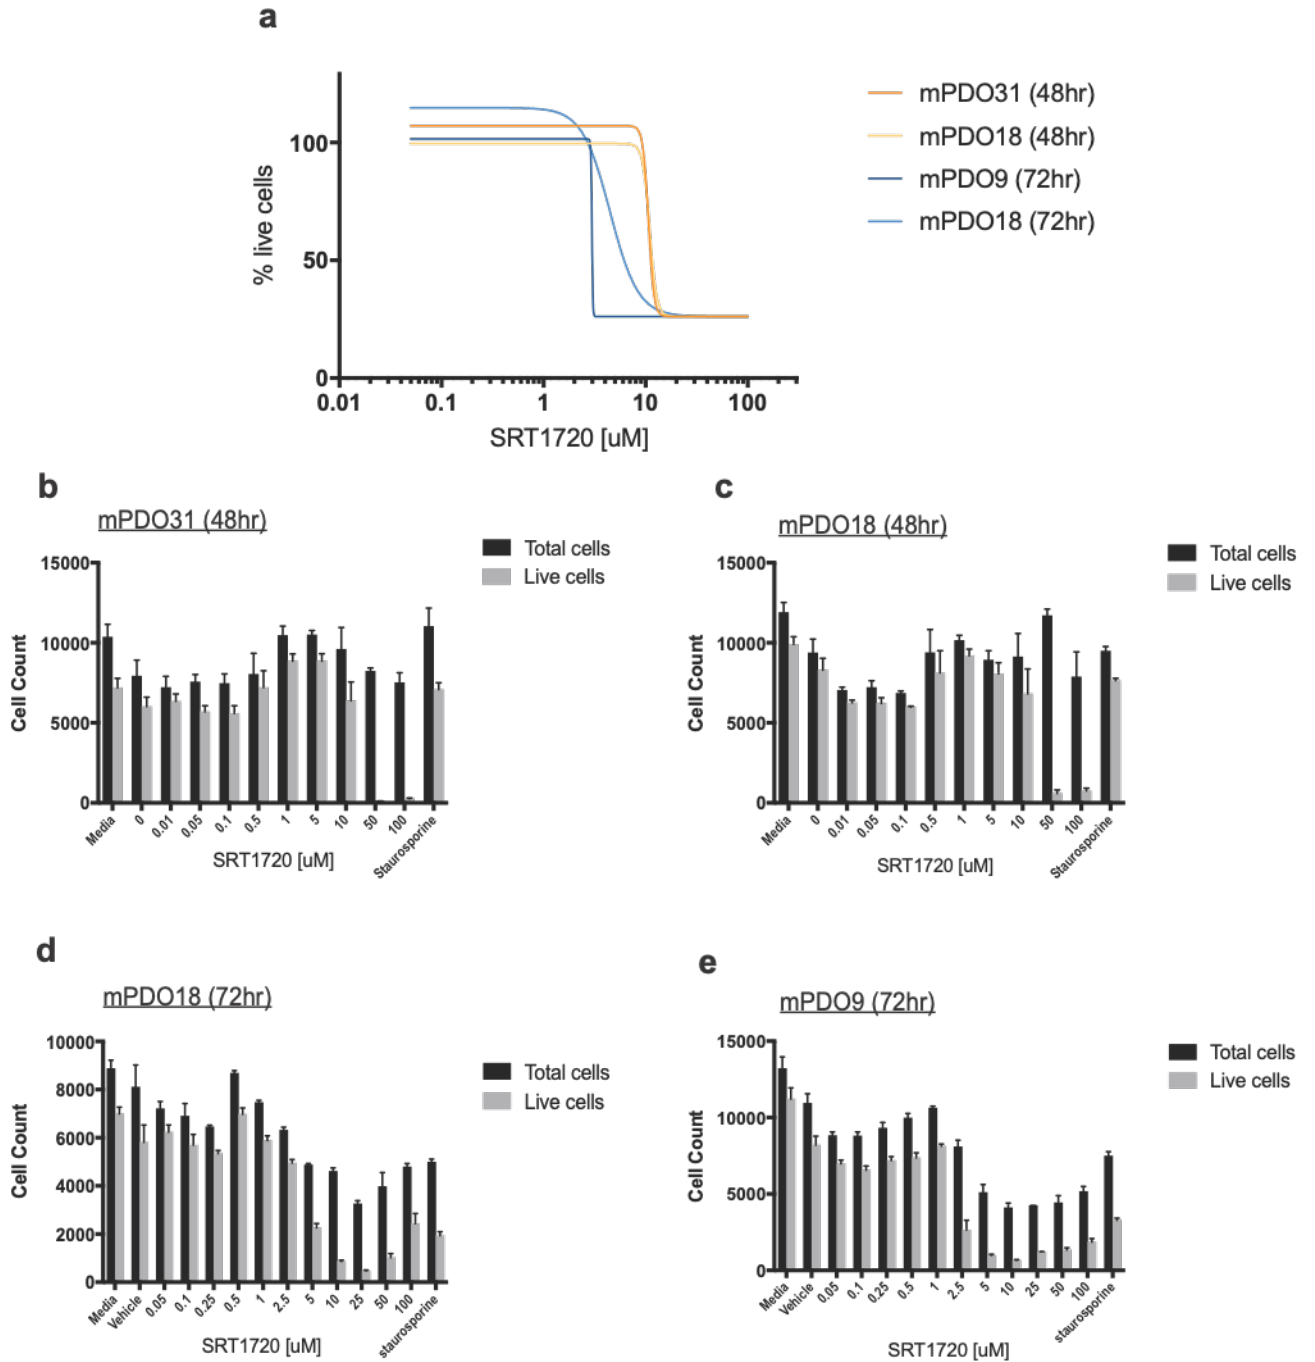 a
% live cells
100
50
0
0.01 0.1 1 10 100
SRT1720 [uM]
mPDO31 (48hr)
mPDO18 (48hr)
mPDO9 (72hr)
mPDO18 (72hr)
b
mPDO31 (48hr)
Total cells
Live cells
Cell Count
15000
10000
5000
0
Media 0 0.01 0.05 0.1 0.5 1 5 10 50 100 Staurosporine
SRT1720 [uM]
c
mPDO18 (48hr)
Total cells
Live cells
Cell Count
15000
10000
5000
0
Media 0 0.01 0.05 0.1 0.5 1 5 10 50 100 Staurosporine
SRT1720 [uM]
d
mPDO18 (72hr)
Total cells
Live cells
Cell Count
10000
8000
6000
4000
2000
0
Media Vehicle 0.05 0.1 0.25 0.5 1 2.5 5 10 25 50 100 staurosporine
SRT1720 [uM]
e
mPDO9 (72hr)
Total cells
Live cells
Cell Count
15000
10000
5000
0
Media Vehicle 0.05 0.1 0.25 0.5 1 2.5 5 10 25 50 100 staurosporine
SRT1720 [uM]